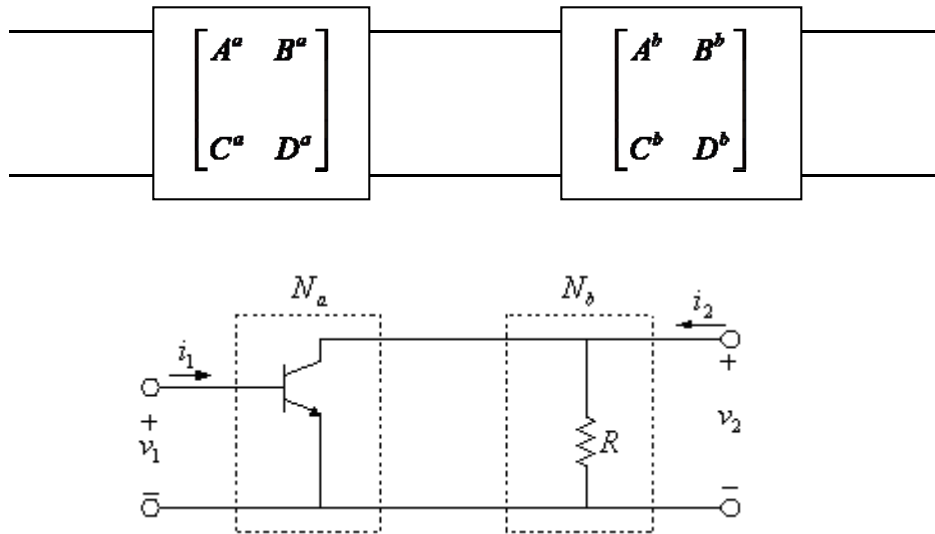 [A^a B^a C^a D^a] [A^b B^b C^b D^b]
N_a N_b
i_1 i_2
+ v_1 −
R
+ v_2 −